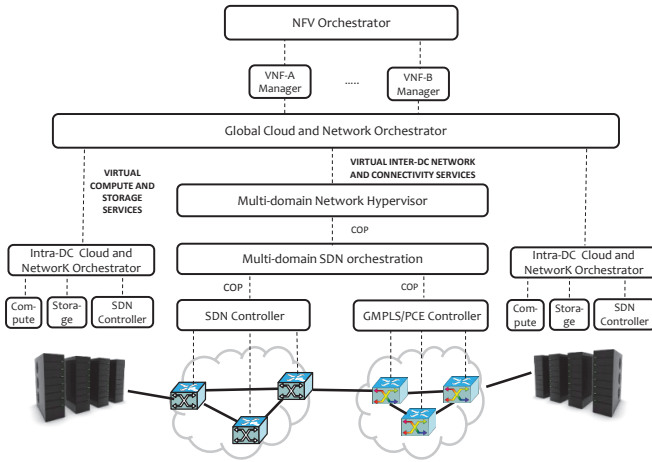 NFV Orchestrator
VNF-A
Manager
.....
VNF-B
Manager
Global Cloud and Network Orchestrator
VIRTUAL
COMPUTE AND
STORAGE
SERVICES
VIRTUAL INTER-DC NETWORK
AND CONNECTIVITY SERVICES
Multi-domain Network Hypervisor
COP
Intra-DC Cloud and
NetworK Orchestrator
Multi-domain SDN orchestration
Intra-DC Cloud and
NetworK Orchestrator
COP
COP
Com-
pute
Stora-
ge
SDN
Controller
SDN Controller
GMPLS/PCE Controller
Com-
pute
Stora-
ge
SDN
Controller